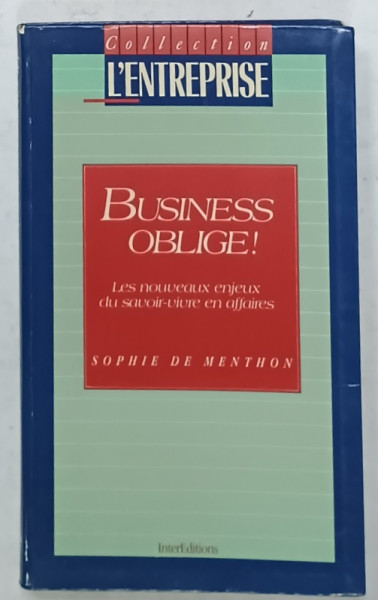 Collection
L'ENTREPRISE
BUSINESS
OBLIGE!
Les nouveaux enjeux
du savoir-vivre en affaires
SOPHIE DE MENTHON
InterEditions